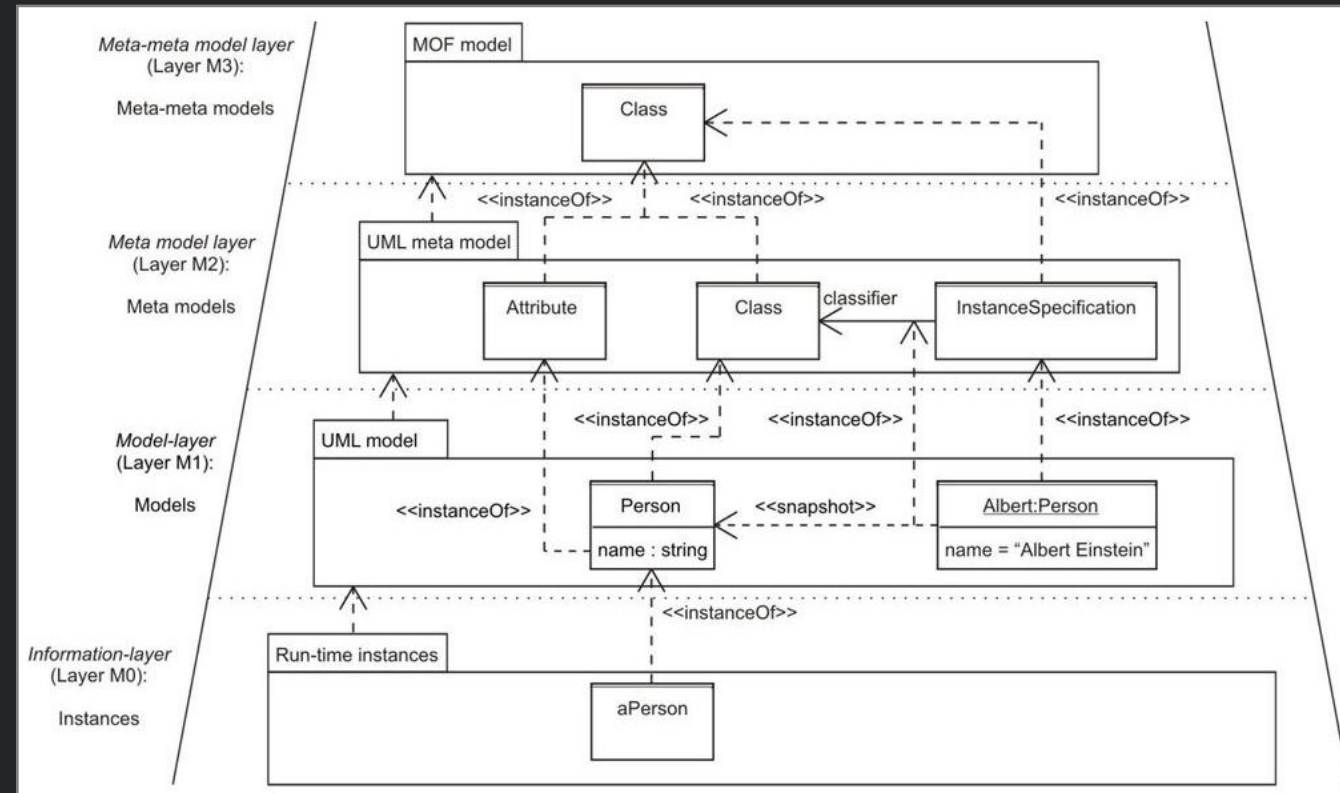 Meta-meta model layer
(Layer M3):
Meta-meta models
MOF model
Class
<<instanceOf>>
<<instanceOf>>
<<instanceOf>>
Meta model layer
(Layer M2):
Meta models
UML meta model
Attribute
Class
classifier
InstanceSpecification
<<instanceOf>>
<<instanceOf>>
<<instanceOf>>
Model-layer
(Layer M1):
Models
UML model
<<instanceOf>>
Person
name : string
<<snapshot>>
Albert:Person
name = “Albert Einstein”
<<instanceOf>>
Information-layer
(Layer M0):
Instances
Run-time instances
aPerson